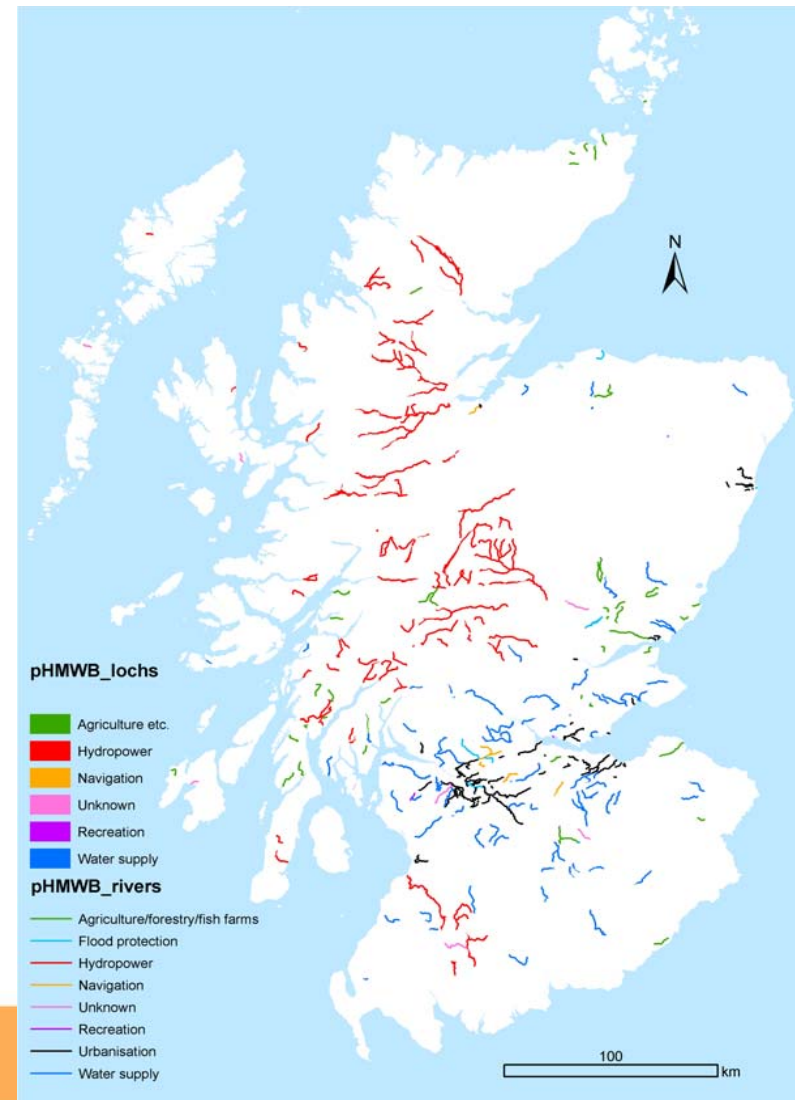 N
pHMWB_lochs
Agriculture etc.
Hydropower
Navigation
Unknown
Recreation
Water supply
pHMWB_rivers
Agriculture/forestry/fish farms
Flood protection
Hydropower
Navigation
Unknown
Recreation
Urbanisation
Water supply
100
km